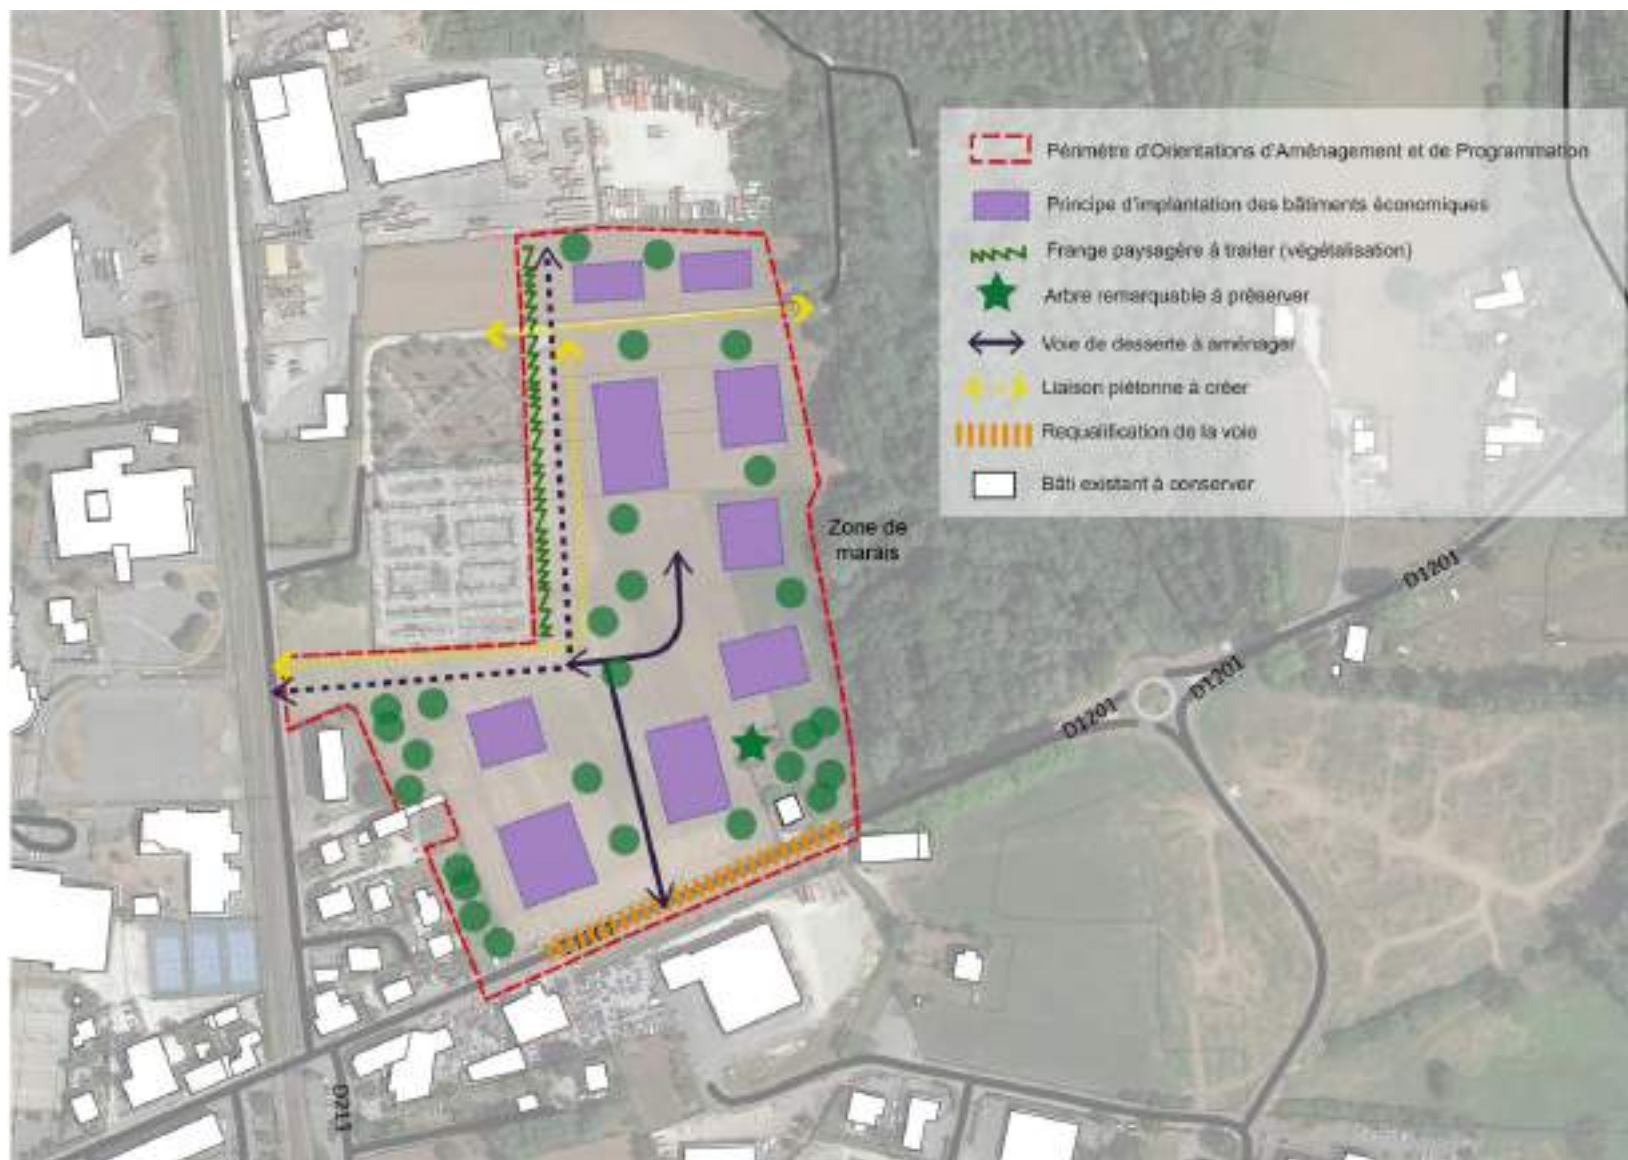 Périmètre d'Orientations d'Aménagement et de Programmation
Principe d'implantation des bâtiments économiques
Frange paysagère à traiter (végétalisation)
Arbre remarquable à préserver
Voie de desserte à aménager
Liaison piétonne à créer
Requalification de la voie
Bâti existant à conserver
Zone de
marais
D1201
D1201
D1201
D211